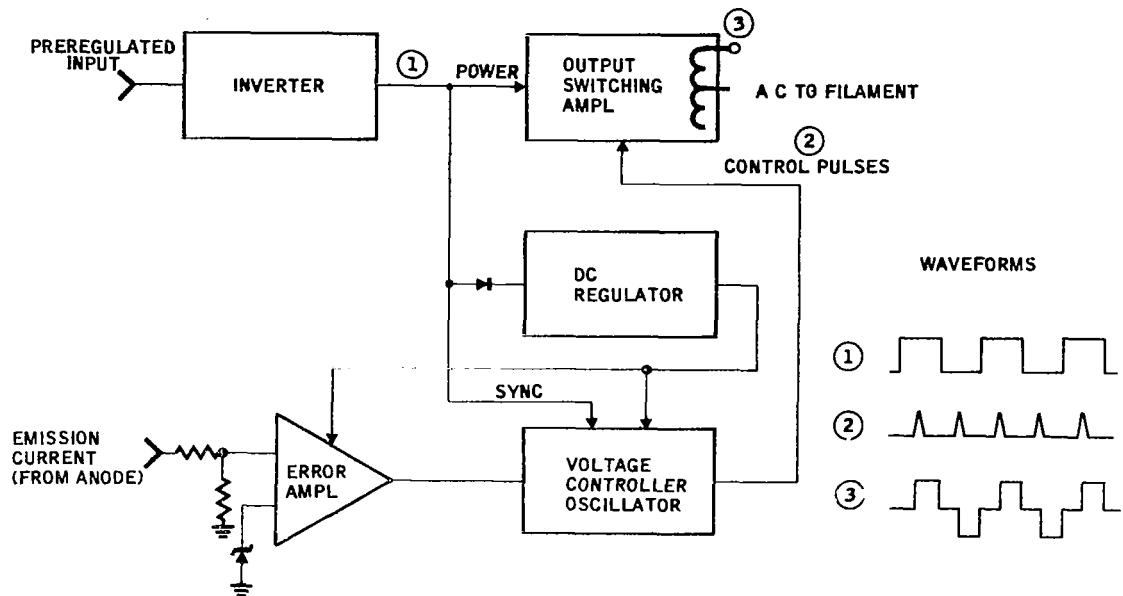 PREREGULATED
INPUT
INVERTER
①
POWER
OUTPUT
SWITCHING
AMPL
③
A C TO FILAMENT
②
CONTROL PULSES
DC
REGULATOR
WAVEFORMS
①
②
③
SYNC
EMISSION
CURRENT
(FROM ANODE)
ERROR
AMPL
VOLTAGE
CONTROLLER
OSCILLATOR